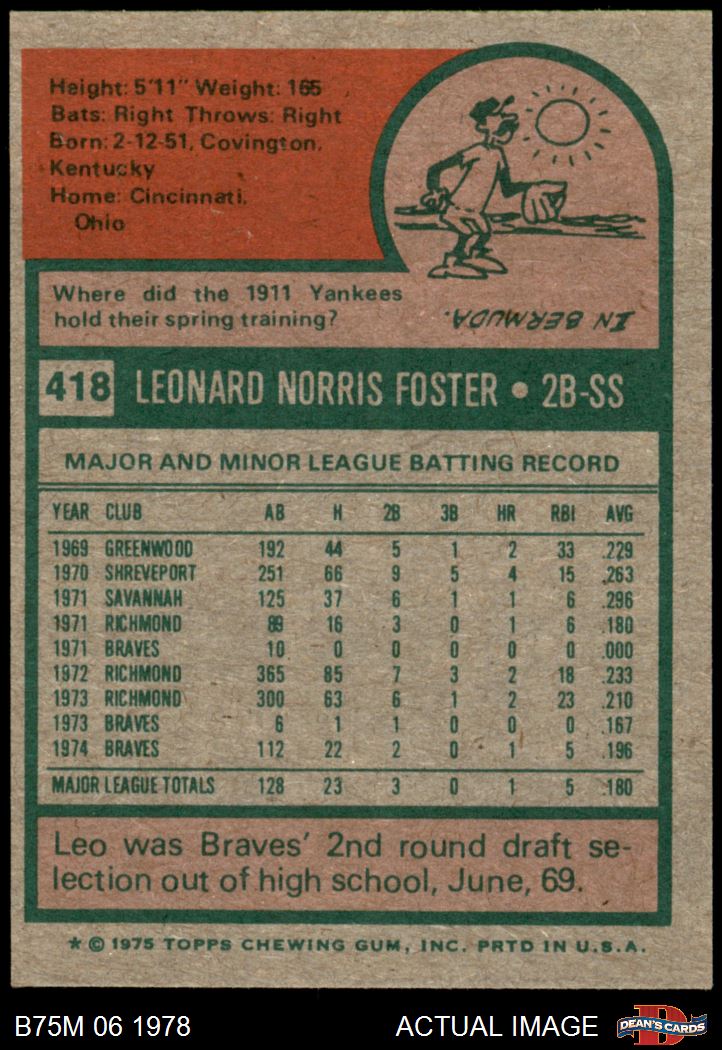 Height: 5'11" Weight: 165
Bats: Right Throws: Right
Born: 2-12-51, Covington,
Kentucky
Home: Cincinnati,
Ohio
Where did the 1911 Yankees
hold their spring training?
IN BERMUDA.
418 LEONARD NORRIS FOSTER • 2B-SS
MAJOR AND MINOR LEAGUE BATTING RECORD
YEAR CLUB AB H 2B 3B HR RBI AVG
1969 GREENWOOD 192 44 5 1 2 33 .229
1970 SHREVEPORT 251 66 9 5 4 15 .263
1971 SAVANNAH 125 37 6 1 1 6 .296
1971 RICHMOND 89 16 3 0 1 6 .180
1971 BRAVES 10 0 0 0 0 0 .000
1972 RICHMOND 365 85 7 3 2 18 .233
1973 RICHMOND 300 63 6 1 2 23 .210
1973 BRAVES 6 1 1 0 0 0 .167
1974 BRAVES 112 22 2 0 1 5 .196
MAJOR LEAGUE TOTALS 128 23 3 0 1 5 .180
Leo was Braves' 2nd round draft se-
lection out of high school, June, 69.
* © 1975 TOPPS CHEWING GUM, INC. PRTD IN U.S.A.
B75M 06 1978 ACTUAL IMAGE D DEAN'S CARDS